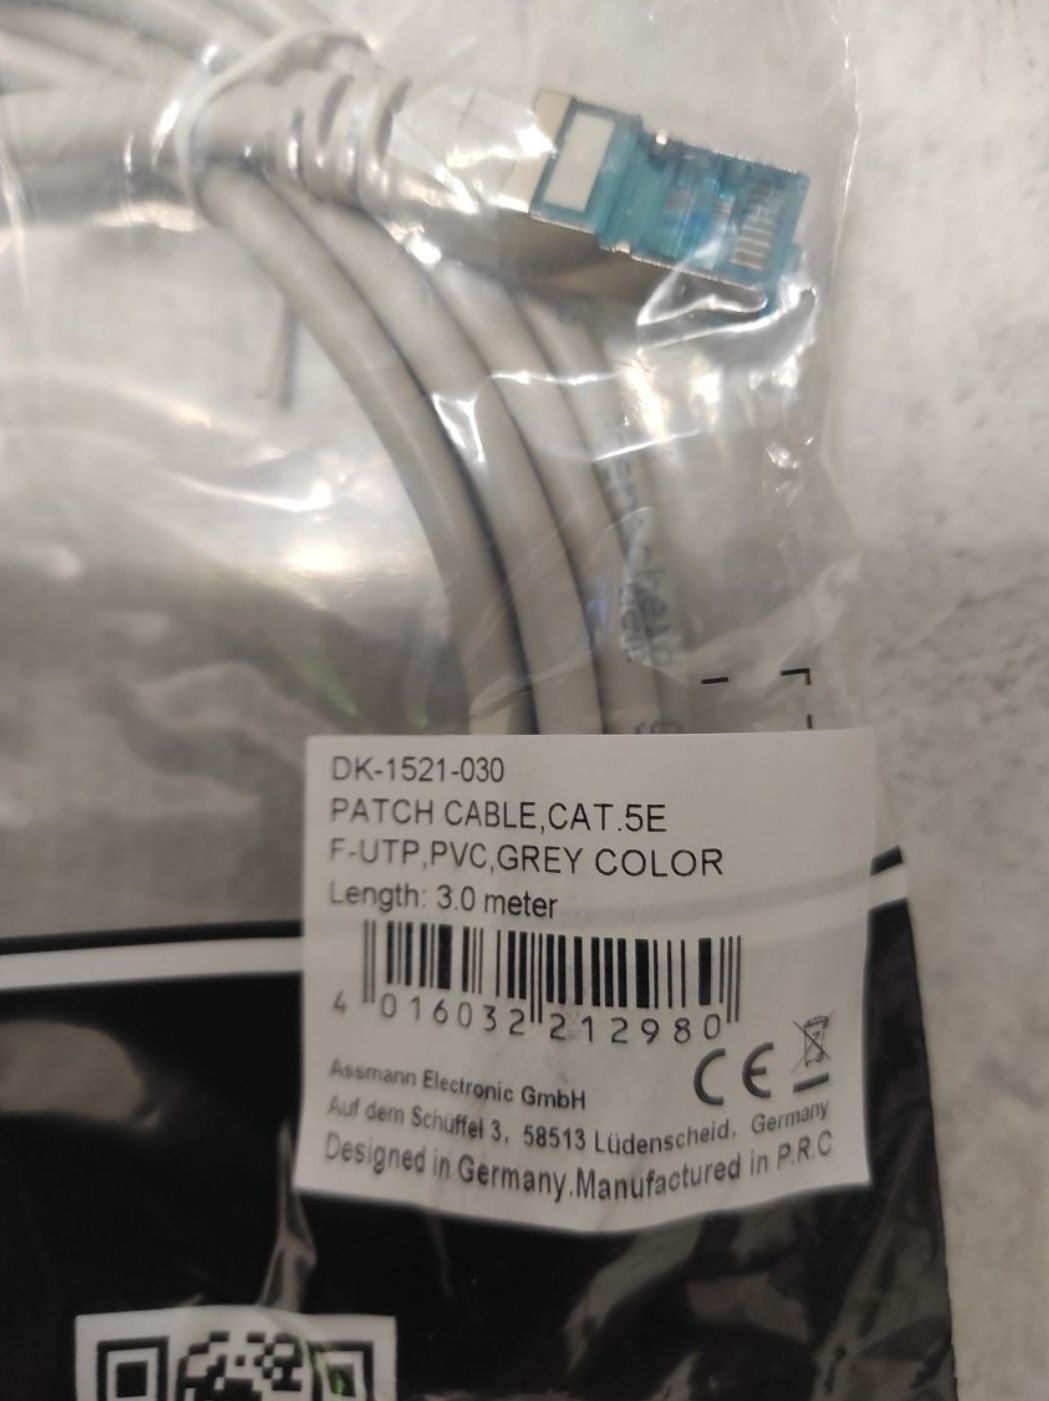 DK-1521-030
PATCH CABLE,CAT.5E
F-UTP,PVC,GREY COLOR
Length: 3.0 meter
4 016032 212980
CE
Assmann Electronic GmbH
Auf dem Schüffel 3, 58513 Lüdenscheid, Germany
Designed in Germany.Manufactured in P.R.C